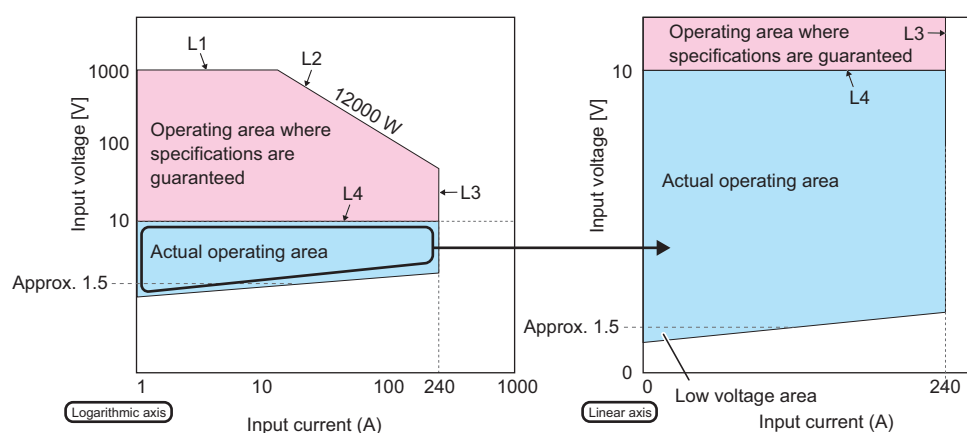 L1
L2
1000
12000 W
Input voltage [V]
100
Operating area where
specifications are
guaranteed
L4
L3
10
Actual operating area
Approx. 1.5
1
10
100
240
1000
Logarithmic axis
Input current (A)
Operating area where
specifications are guaranteed
L3
10
L4
Input voltage [V]
Actual operating area
Approx. 1.5
0
0
Low voltage area
240
Linear axis
Input current (A)